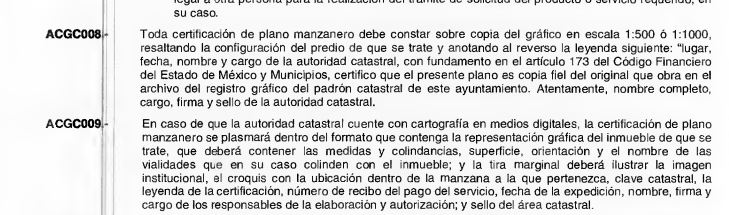 legal a otra persona para la realización del trámite de solicitud del producto o servicio requerido, en
su caso.
ACGC008.- Toda certificación de plano manzanero debe constar sobre copia del gráfico en escala 1:500 ó 1:1000,
resaltando la configuración del predio de que se trate y anotando al reverso la leyenda siguiente: "lugar,
fecha, nombre y cargo de la autoridad catastral, con fundamento en el artículo 173 del Código Financiero
del Estado de México y Municipios, certifico que el presente plano es copia fiel del original que obra en el
archivo del registro gráfico del padrón catastral de este ayuntamiento. Atentamente, nombre completo,
cargo, firma y sello de la autoridad catastral.
ACGC009.- En caso de que la autoridad catastral cuente con cartografía en medios digitales, la certificación de plano
manzanero se plasmará dentro del formato que contenga la representación gráfica del inmueble de que se
trate, que deberá contener las medidas y colindancias, superficie, orientación y el nombre de las
vialidades que en su caso colinden con el inmueble; y la tira marginal deberá ilustrar la imagen
institucional, el croquis con la ubicación dentro de la manzana a la que pertenezca, clave catastral, la
leyenda de la certificación, número de recibo del pago del servicio, fecha de la expedición, nombre, firma y
cargo de los responsables de la elaboración y autorización; y sello del área catastral.